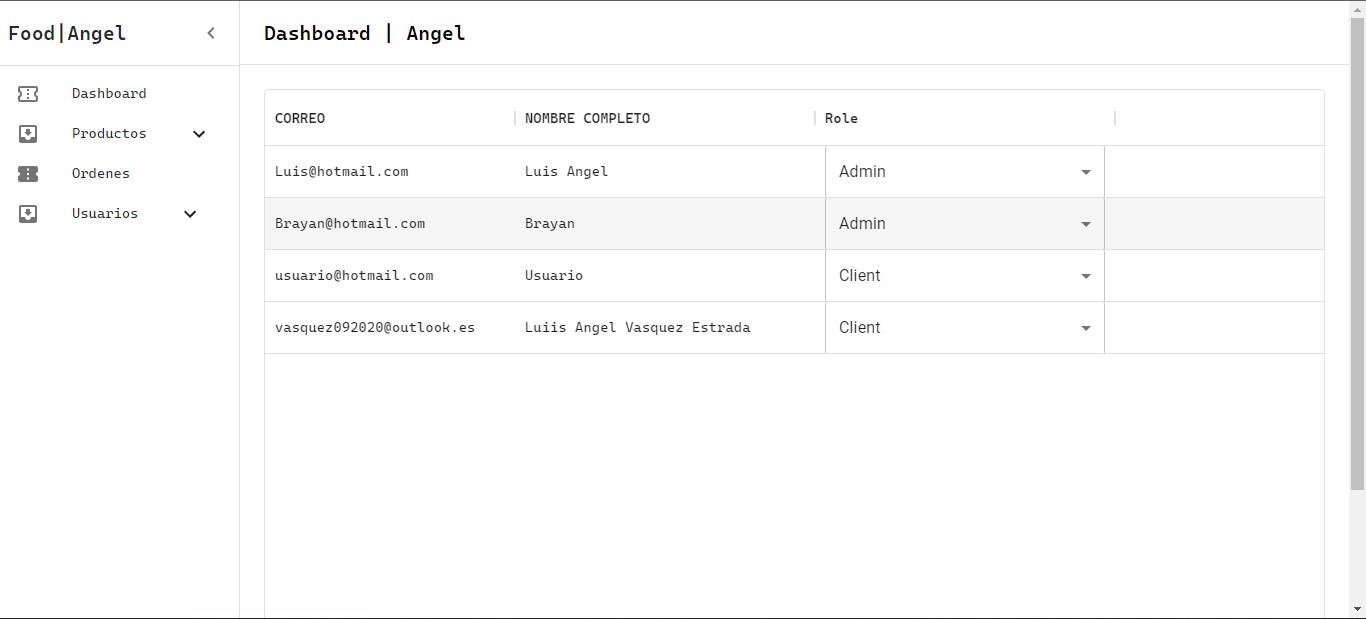 Food|Angel
Dashboard | Angel
Dashboard
Productos
Ordenes
Usuarios
CORREO NOMBRE COMPLETO Role
Luis@hotmail.com Luis Angel Admin
Brayan@hotmail.com Brayan Admin
usuario@hotmail.com Usuario Client
vasquez092020@outlook.es Luiis Angel Vasquez Estrada Client